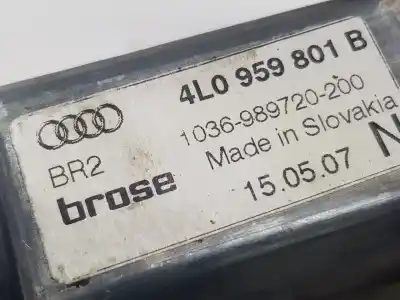 4L0 959 801 B
1036-989720-200
BR2
Made in Slovakia
brose
15.05.07
N